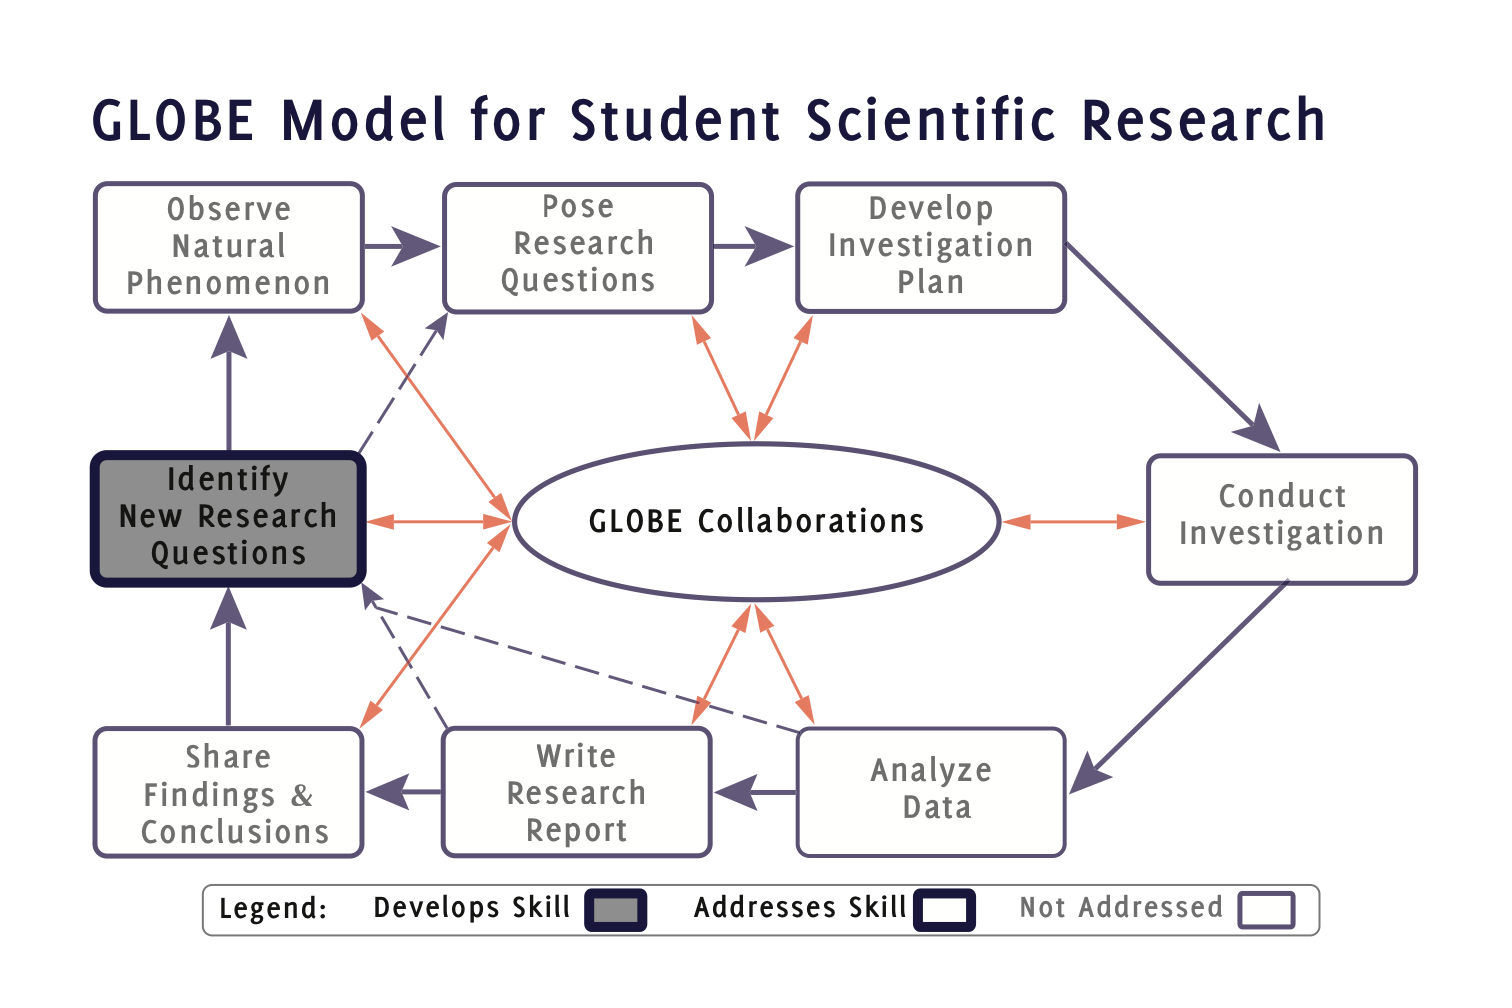 GLOBE Model for Student Scientific Research
Observe
Natural
Phenomenon
Pose
Research
Questions
Develop
Investigation
Plan
Identify
New Research
Questions
GLOBE Collaborations
Conduct
Investigation
Share
Findings &
Conclusions
Write
Research
Report
Analyze
Data
Legend: Develops Skill Addresses Skill Not Addressed